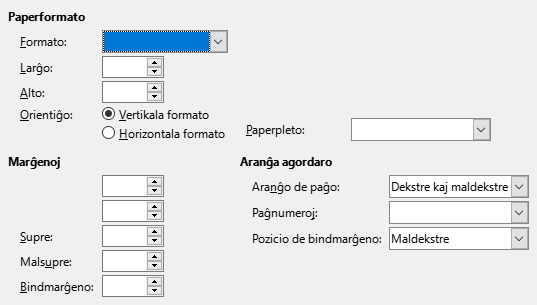 Paperformato
Formato:
Larĝo:
Alto:
Orientiĝo:
Vertikala formato
Horizontala formato
Paperpleto:
Marĝenoj
Supre:
Malsupre:
Bindmarĝeno:
Aranĝa agordaro
Aranĝo de paĝo:
Dekstre kaj maldekstre
Paĝnumeroj:
Pozicio de bindmarĝeno:
Maldekstre